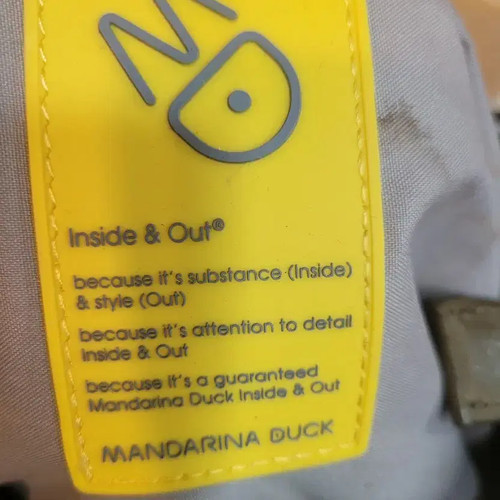 MD
Inside & Out®
because it's substance (Inside)
& style (Out)
because it's attention to detail
Inside & Out
because it's a guaranteed
Mandarina Duck Inside & Out
MANDARINA DUCK